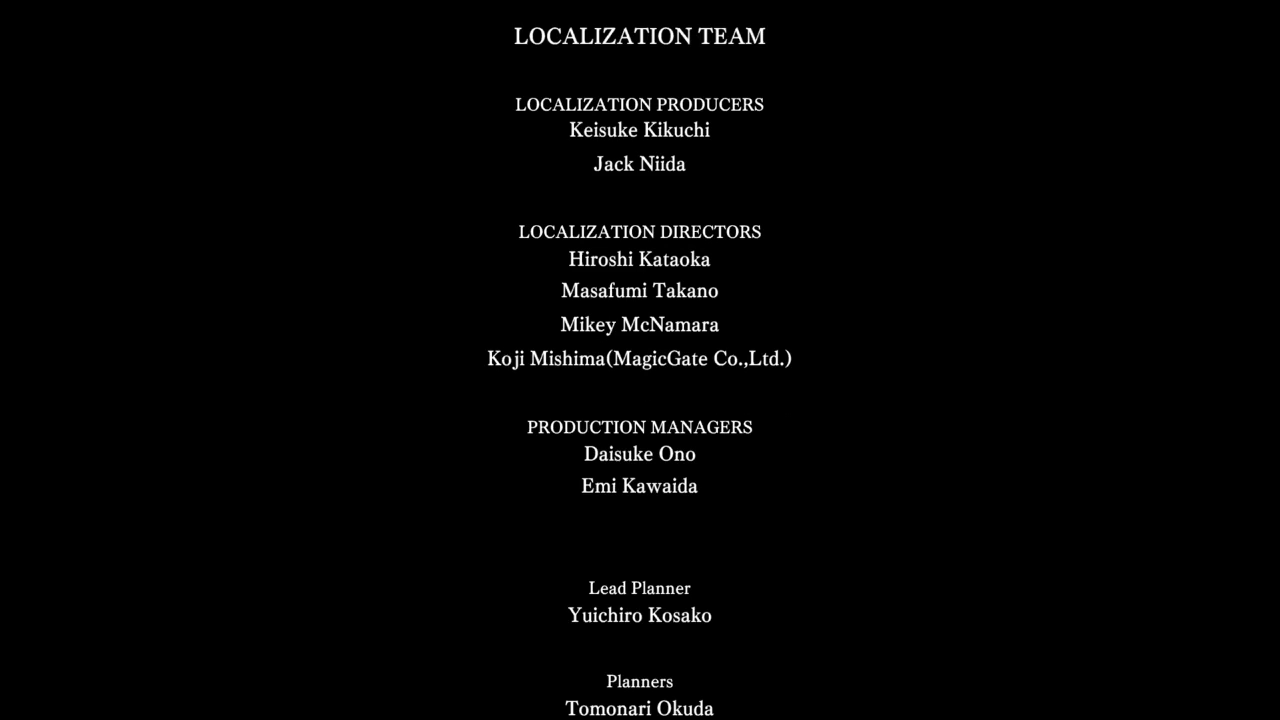 LOCALIZATION TEAM
LOCALIZATION PRODUCERS
Keisuke Kikuchi
Jack Niida
LOCALIZATION DIRECTORS
Hiroshi Kataoka
Masafumi Takano
Mikey McNamara
Koji Mishima(MagicGate Co.,Ltd.)
PRODUCTION MANAGERS
Daisuke Ono
Emi Kawaida
Lead Planner
Yuichiro Kosako
Planners
Tomonari Okuda